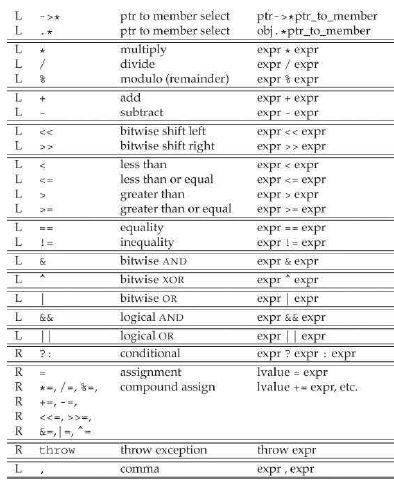 L ->* ptr to member select ptr->*ptr_to_member
L .* ptr to member select obj.*ptr_to_member
L * multiply expr * expr
L / divide expr / expr
L % modulo (remainder) expr % expr
L + add expr + expr
L - subtract expr - expr
L << bitwise shift left expr << expr
L >> bitwise shift right expr >> expr
L < less than expr < expr
L <= less than or equal expr <= expr
L > greater than expr > expr
L >= greater than or equal expr >= expr
L == equality expr == expr
L != inequality expr != expr
L & bitwise AND expr & expr
L ^ bitwise XOR expr ^ expr
L | bitwise OR expr | expr
L && logical AND expr && expr
L || logical OR expr || expr
R ?: conditional expr ? expr : expr
R = assignment lvalue = expr
R *=, /=, %=, compound assign lvalue += expr, etc.
R +=, -=,
R <<=, >>=,
R &=,|=, ^=
R throw throw exception throw expr
L , comma expr , expr